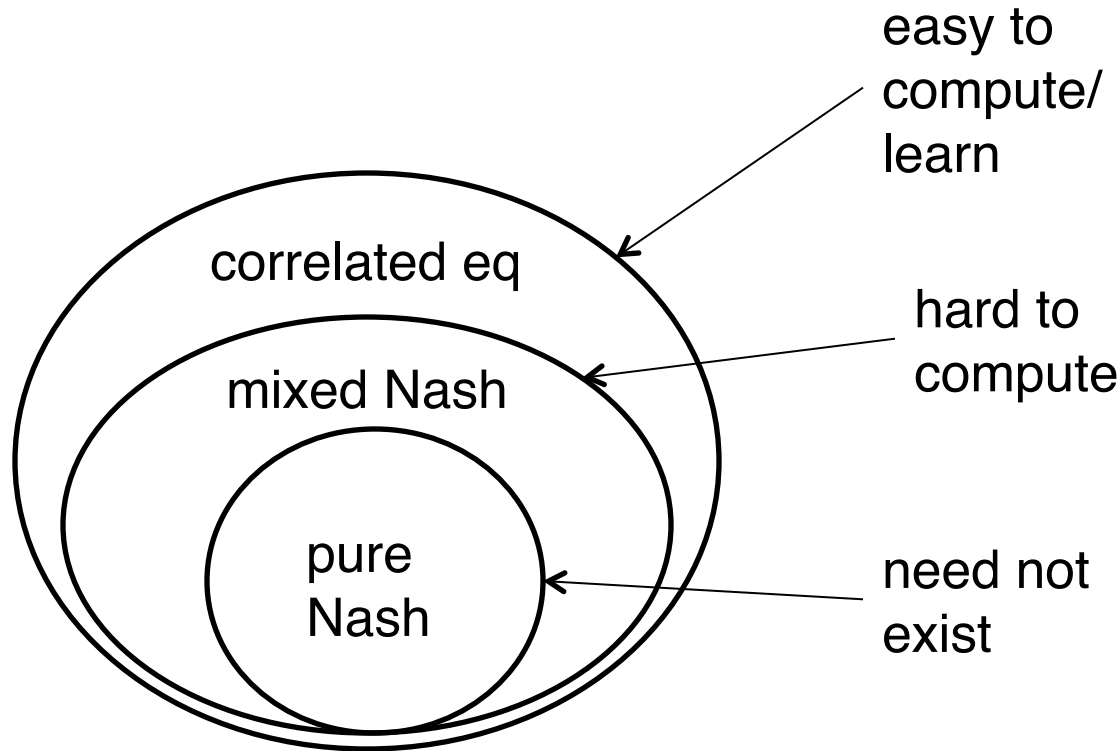 easy to
compute/
learn
correlated eq
hard to
compute
mixed Nash
pure
Nash
need not
exist